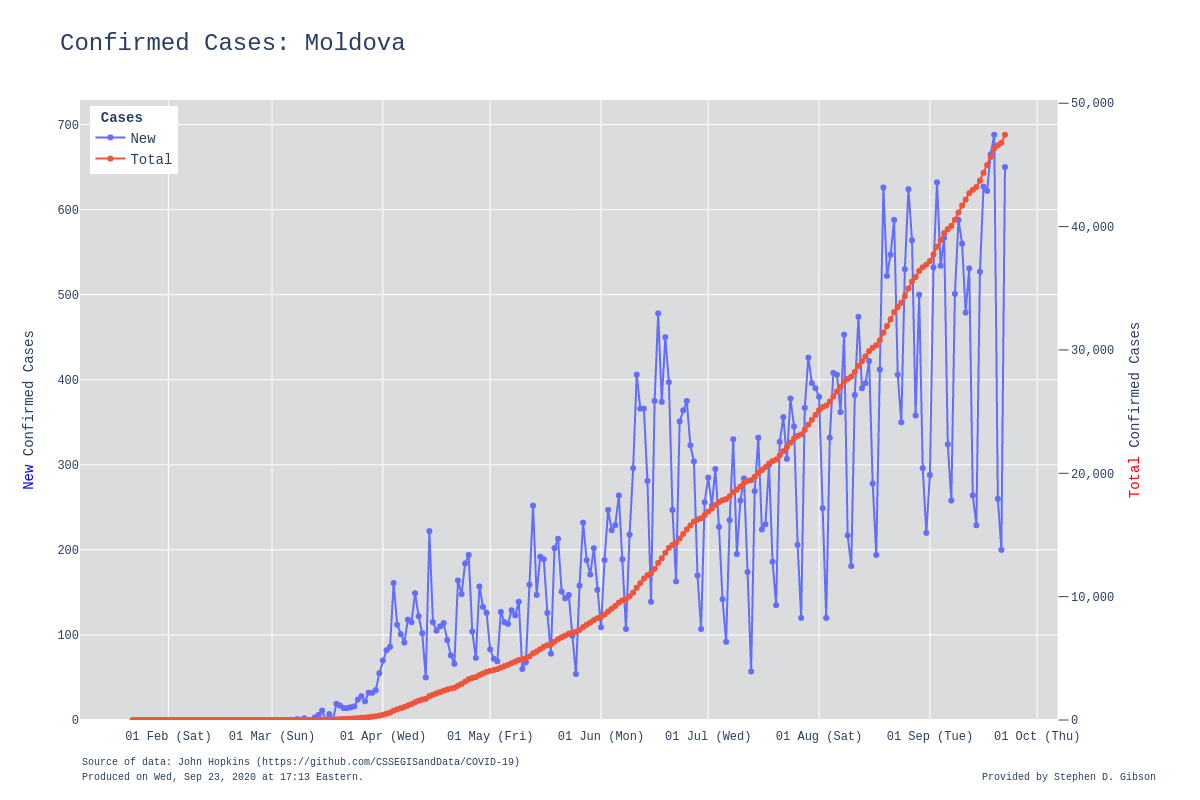 Confirmed Cases: Moldova
Cases
New
Total
700
600
500
400
300
200
100
0
50,000
40,000
30,000
20,000
10,000
0
New Confirmed Cases
Total Confirmed Cases
01 Feb (Sat) 01 Mar (Sun) 01 Apr (Wed) 01 May (Fri) 01 Jun (Mon) 01 Jul (Wed) 01 Aug (Sat) 01 Sep (Tue) 01 Oct (Thu)
Source of data: John Hopkins (https://github.com/CSSEGISandData/COVID-19)
Produced on Wed, Sep 23, 2020 at 17:13 Eastern.
Provided by Stephen D. Gibson